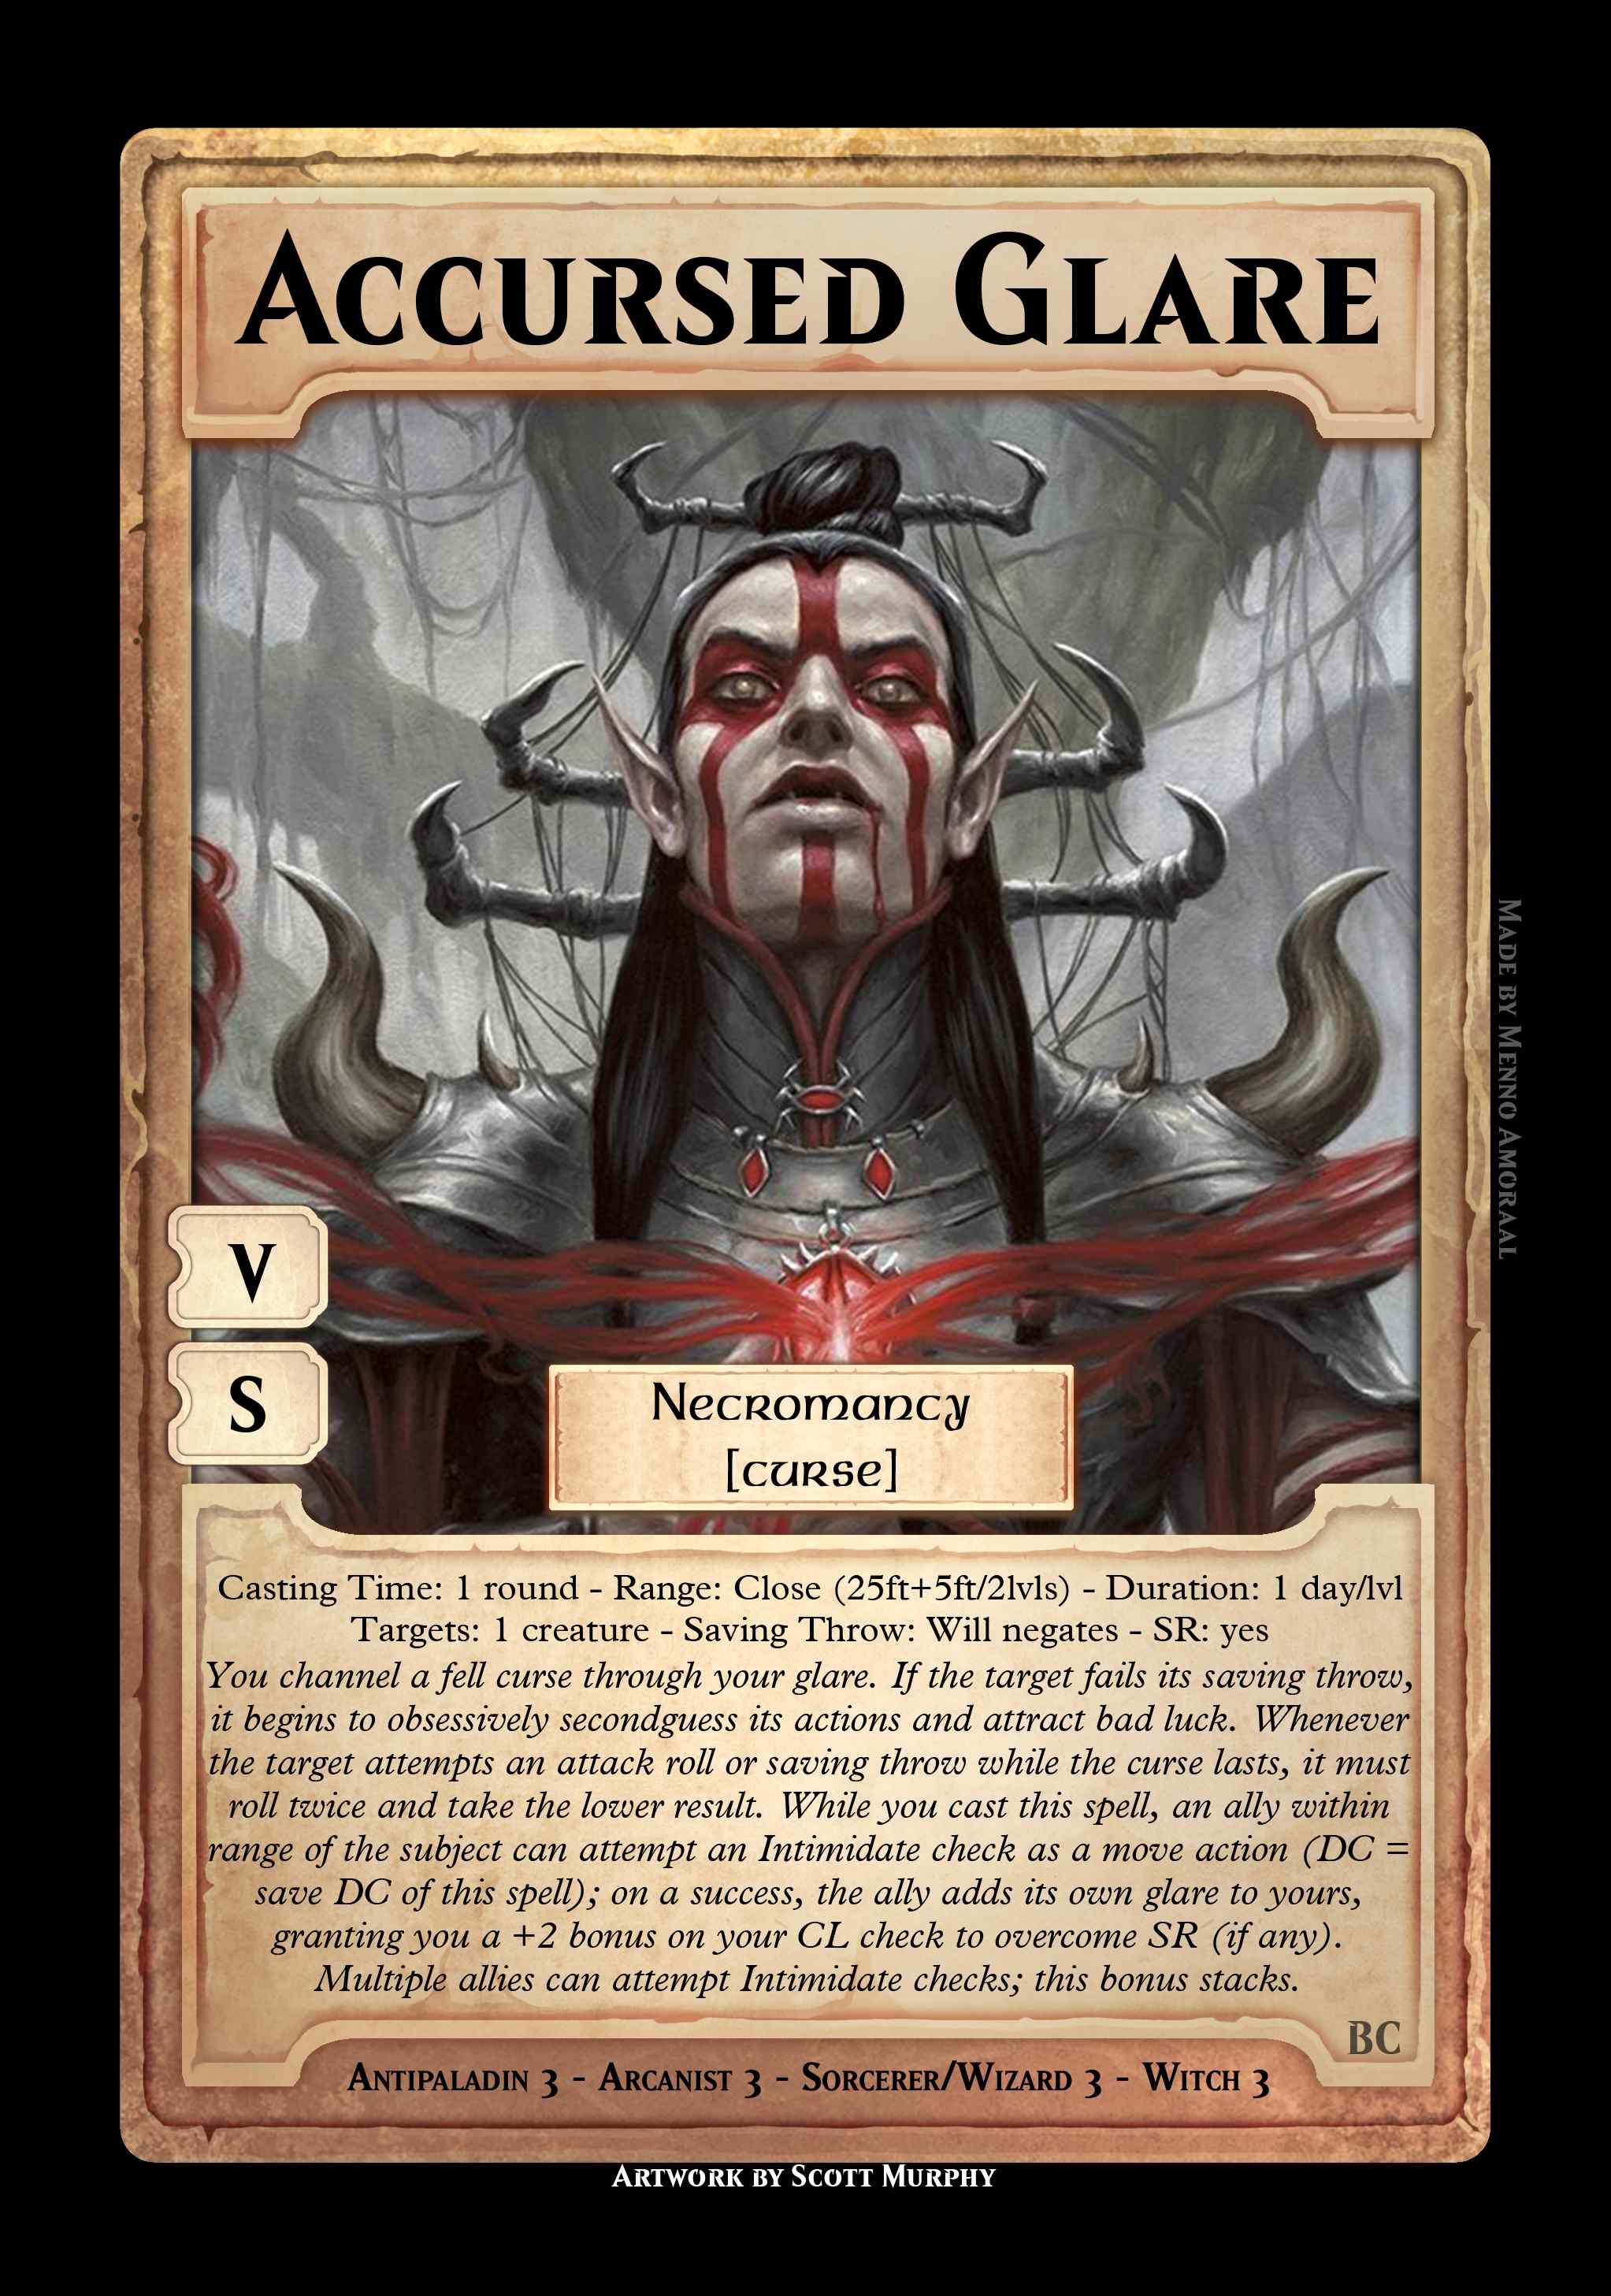 Accursed Glare
V
S
Necromancy
[curse]
Casting Time: 1 round - Range: Close (25ft+5ft/2lvls) - Duration: 1 day/lvl
Targets: 1 creature - Saving Throw: Will negates - SR: yes
You channel a fell curse through your glare. If the target fails its saving throw,
it begins to obsessively secondguess its actions and attract bad luck. Whenever
the target attempts an attack roll or saving throw while the curse lasts, it must
roll twice and take the lower result. While you cast this spell, an ally within
range of the subject can attempt an Intimidate check as a move action (DC =
save DC of this spell); on a success, the ally adds its own glare to yours,
granting you a +2 bonus on your CL check to overcome SR (if any).
Multiple allies can attempt Intimidate checks; this bonus stacks.
BC
Antipaladin 3 - Arcanist 3 - Sorcerer/Wizard 3 - Witch 3
Artwork by Scott Murphy
Made by Menno Amoraal